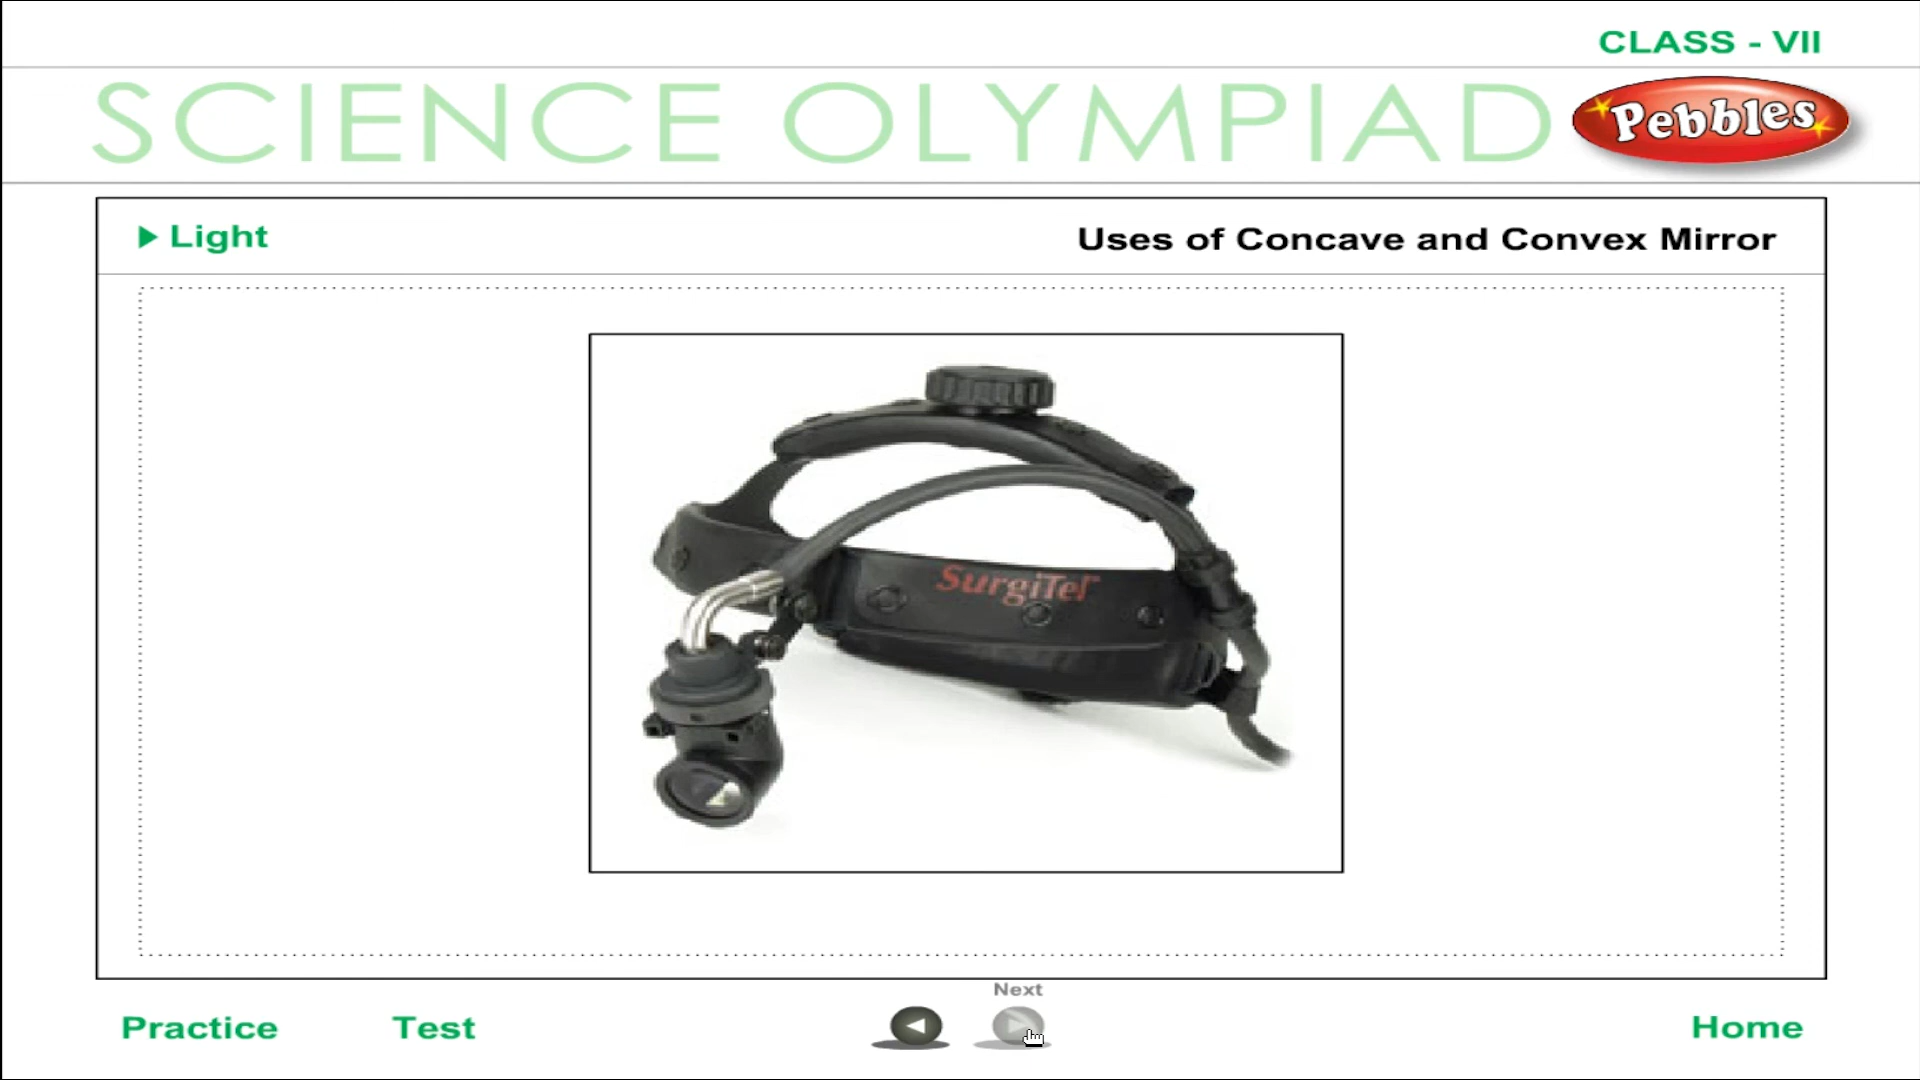 CLASS - VII
SCIENCE OLYMPIAD
Pebbles
Light
Uses of Concave and Convex Mirror
SurgiTel
Next
Practice
Test
Home